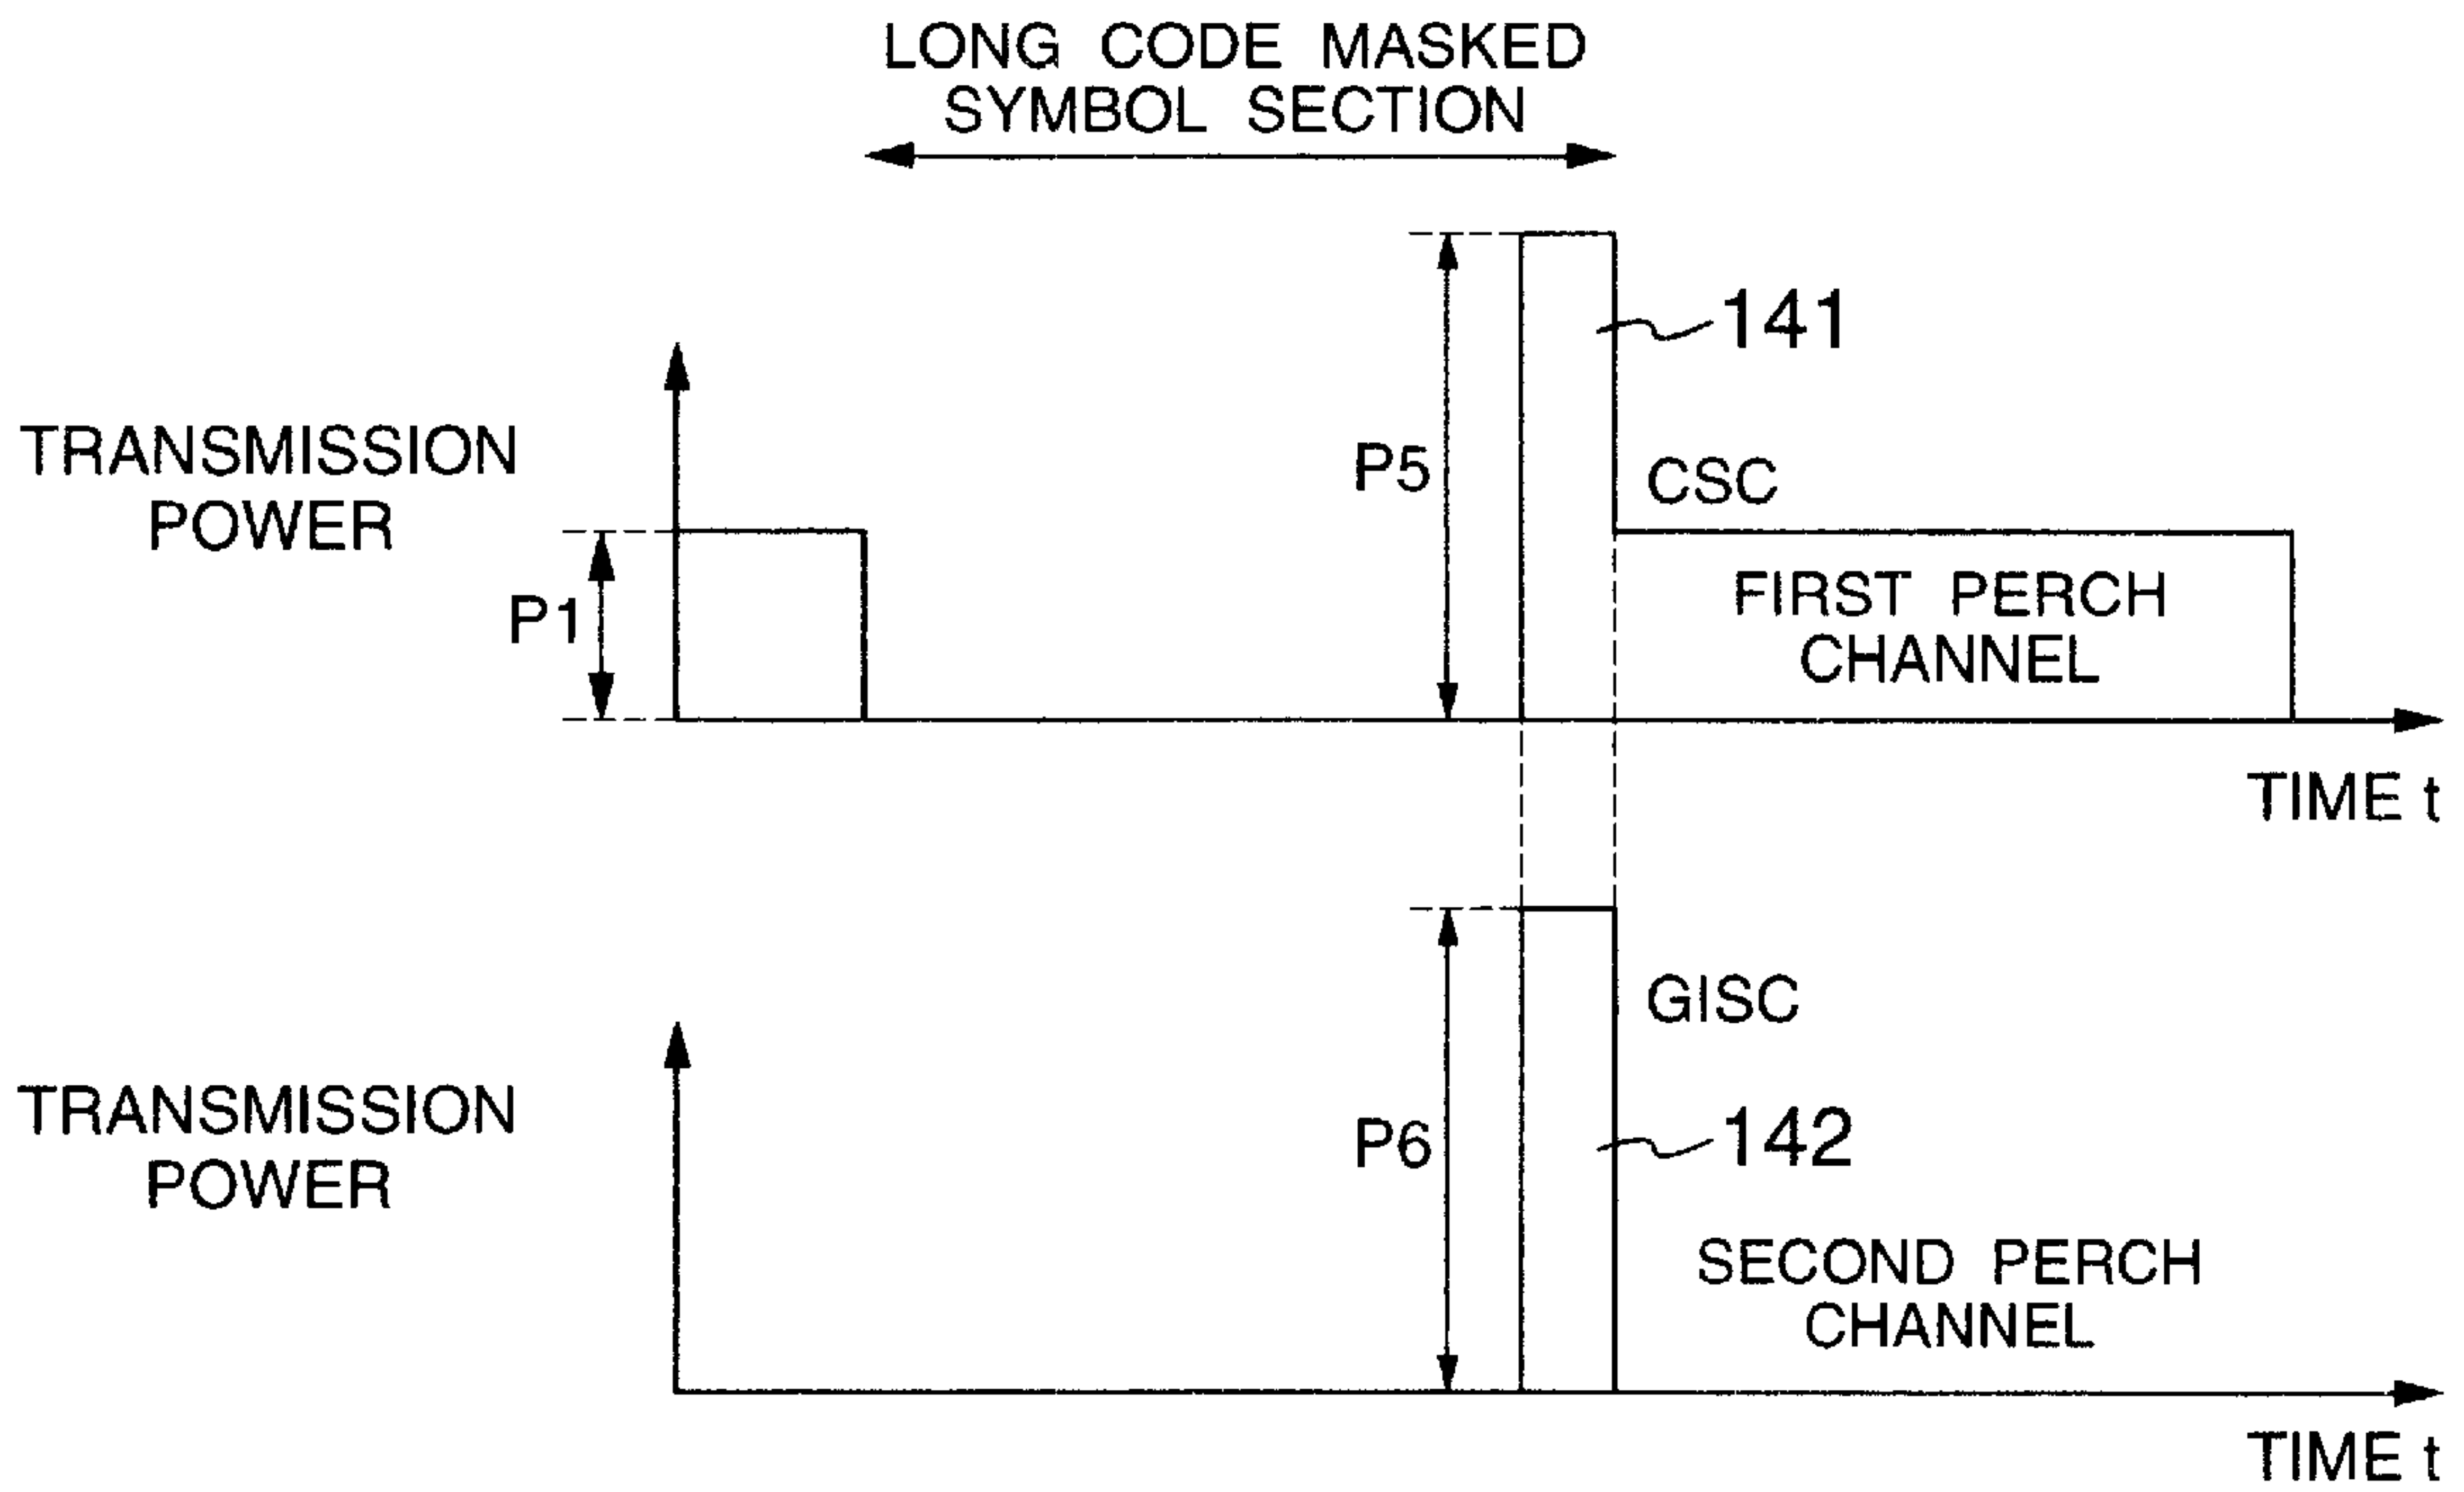 LONG CODE MASKED
SYMBOL SECTION
141
TRANSMISSION
POWER
P5
CSC
P1
FIRST PERCH
CHANNEL
TIME t
GISC
TRANSMISSION
POWER
P6
142
SECOND PERCH
CHANNEL
TIME t